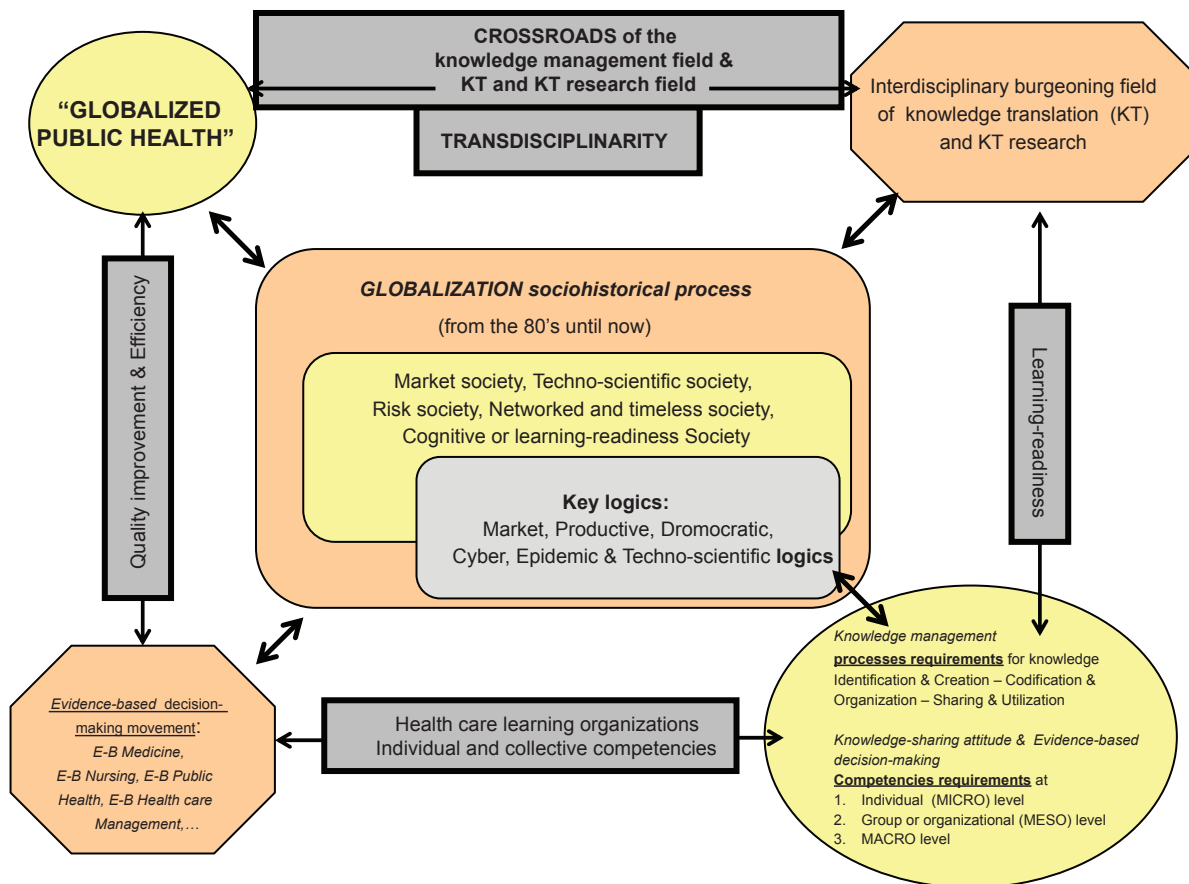 CROSSROADS of the
knowledge management field &
KT and KT research field
TRANSDISCIPLINARITY
“GLOBALIZED
PUBLIC HEALTH”
Interdisciplinary burgeoning field
of knowledge translation (KT)
and KT research
Quality improvement & Efficiency
GLOBALIZATION sociohistorical process
(from the 80’s until now)
Market society, Techno-scientific society,
Risk society, Networked and timeless society,
Cognitive or learning-readiness Society
Key logics:
Market, Productive, Dromocratic,
Cyber, Epidemic & Techno-scientific logics
Learning-readiness
Evidence-based decision-
making movement:
E-B Medicine,
E-B Nursing, E-B Public
Health, E-B Health care
Management,…
Health care learning organizations
Individual and collective competencies
Knowledge management
processes requirements for knowledge
Identification & Creation – Codification &
Organization – Sharing & Utilization
Knowledge-sharing attitude & Evidence-based
decision-making
Competencies requirements at
1. Individual (MICRO) level
2. Group or organizational (MESO) level
3. MACRO level